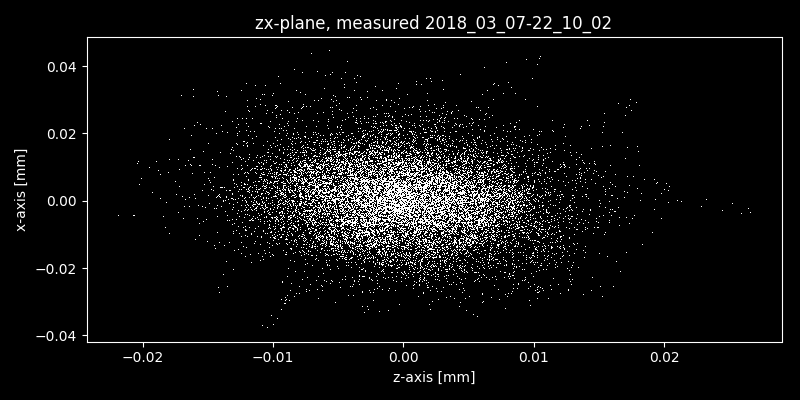 zx-plane, measured 2018_03_07-22_10_02
0.04
0.02
0.00
−0.02
−0.04
x-axis [mm]
−0.02 −0.01 0.00 0.01 0.02
z-axis [mm]